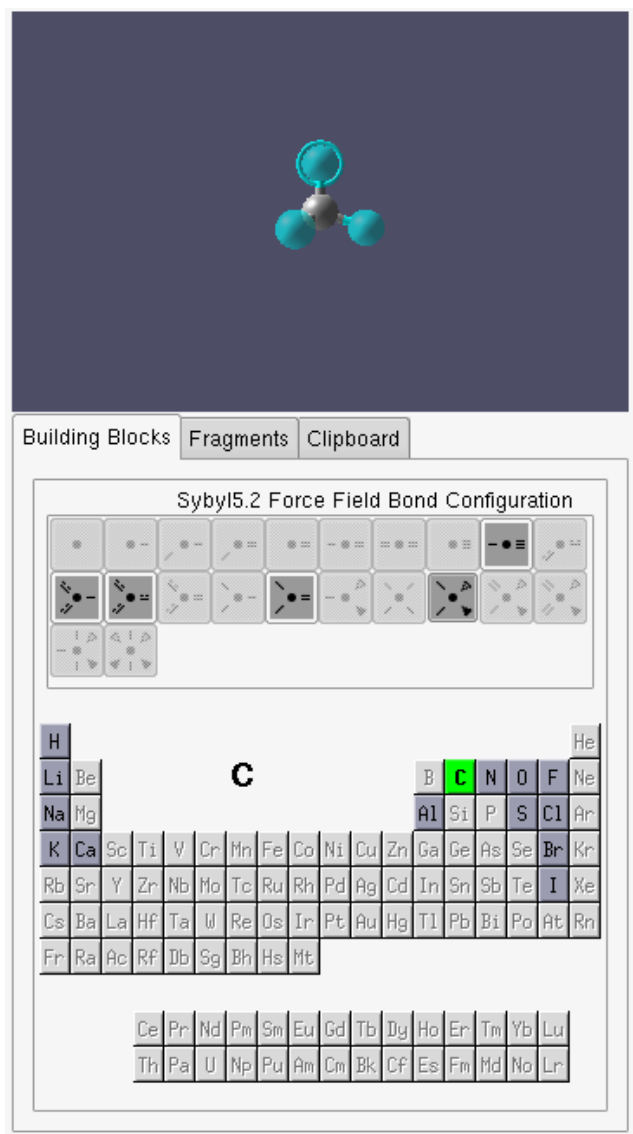 Building Blocks Fragments Clipboard
Sybyl5.2 Force Field Bond Configuration
H He
Li Be C B C N O F Ne
Na Mg Al Si P S Cl Ar
K Ca Sc Ti V Cr Mn Fe Co Ni Cu Zn Ga Ge As Se Br Kr
Rb Sr Y Zr Nb Mo Tc Ru Rh Pd Ag Cd In Sn Sb Te I Xe
Cs Ba La Hf Ta W Re Os Ir Pt Au Hg Tl Pb Bi Po At Rn
Fr Ra Ac Rf Db Sg Bh Hs Mt
Ce Pr Nd Pm Sm Eu Gd Tb Dy Ho Er Tm Yb Lu
Th Pa U Np Pu Am Cm Bk Cf Es Fm Md No Lr